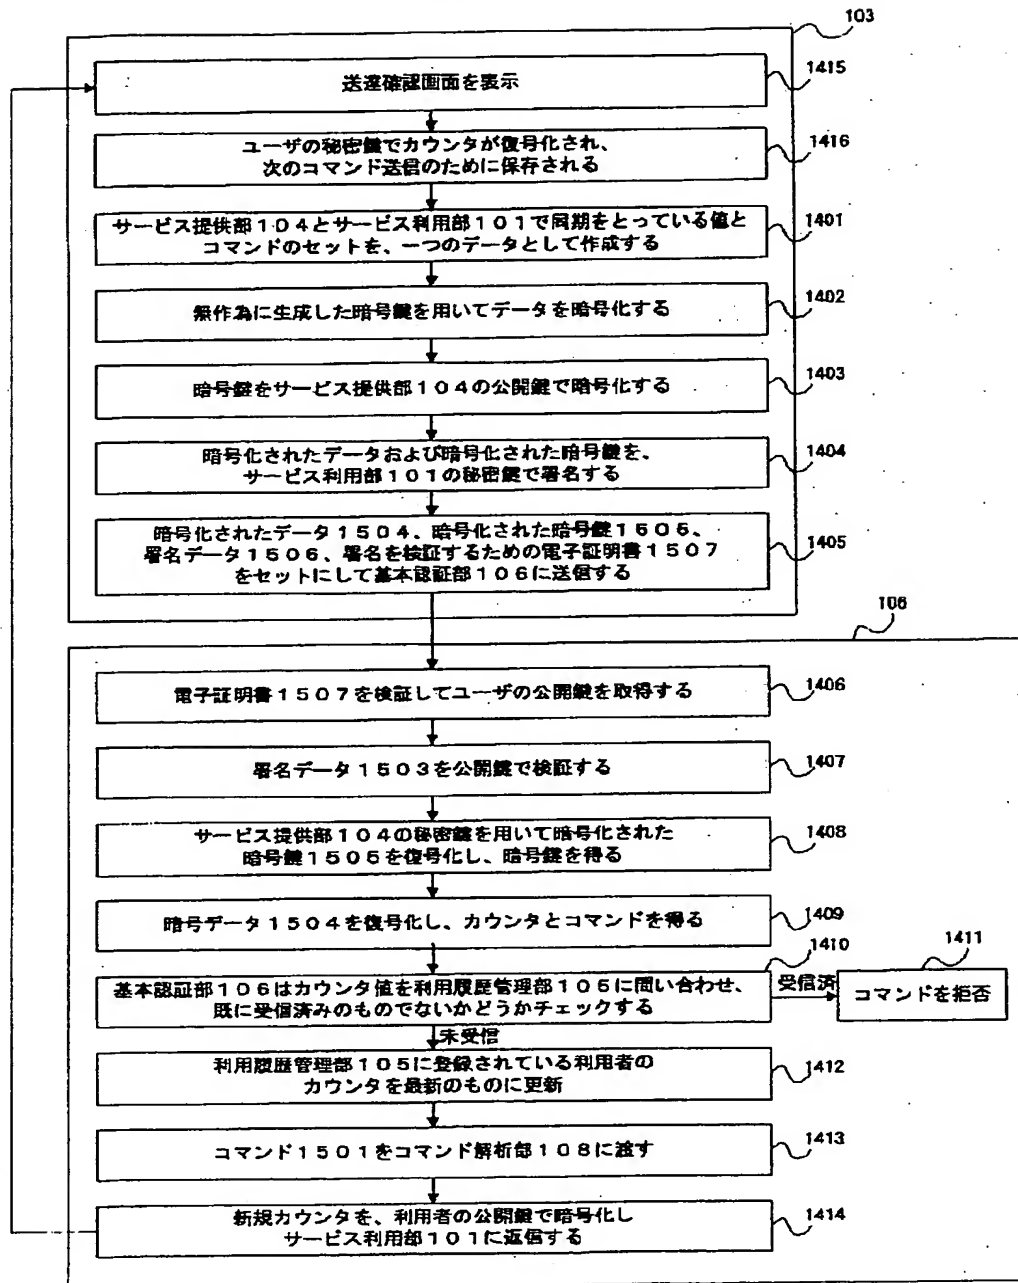 103
送達確認画面を表示
1415
ユーザの秘密鍵でカウンタが復号化され、
次のコマンド送信のために保存される
1416
サービス提供部104とサービス利用部101で同期をとっている値と
コマンドのセットを、一つのデータとして作成する
1401
無作為に生成した暗号鍵を用いてデータを暗号化する
1402
暗号鍵をサービス提供部104の公開鍵で暗号化する
1403
暗号化されたデータおよび暗号化された暗号鍵を、
サービス利用部101の秘密鍵で署名する
1404
暗号化されたデータ1504、暗号化された暗号鍵1505、
署名データ1506、署名を検証するための電子証明書1507
をセットにして基本認証部106に送信する
1405
106
電子証明書1507を検証してユーザの公開鍵を取得する
1406
署名データ1503を公開鍵で検証する
1407
サービス提供部104の秘密鍵を用いて暗号化された
暗号鍵1505を復号化し、暗号鍵を得る
1408
暗号データ1504を復号化し、カウンタとコマンドを得る
1409
1410
基本認証部106はカウンタ値を利用履歴管理部105に問い合わせ、
既に受信済みのものでないかどうかチェックする
受信済
1411
コマンドを拒否
未受信
利用履歴管理部105に登録されている利用者の
カウンタを最新のものに更新
1412
コマンド1501をコマンド解析部108に渡す
1413
新規カウンタを、利用者の公開鍵で暗号化し
サービス利用部101に返信する
1414